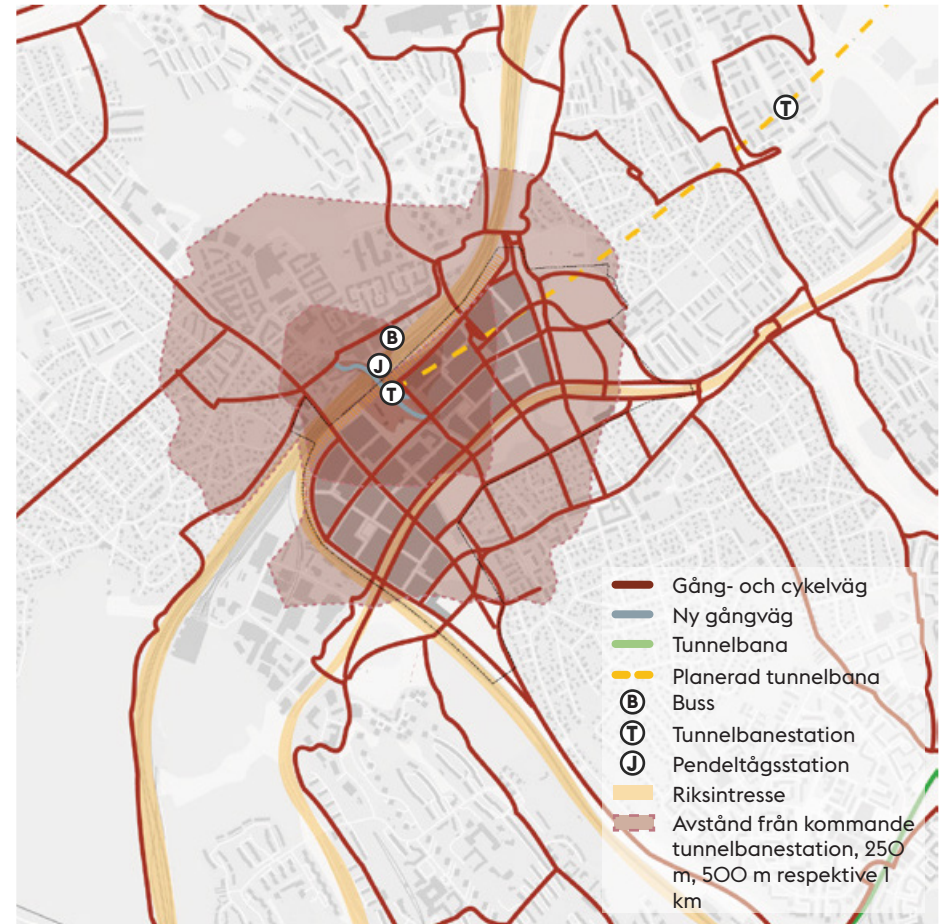 T
B
J
T
Gång- och cykelväg
Ny gångväg
Tunnelbana
Planerad tunnelbana
B Buss
T Tunnelbanestation
J Pendeltågsstation
Riksintresse
Avstånd från kommande
tunnelbanestation, 250
m, 500 m respektive 1
km